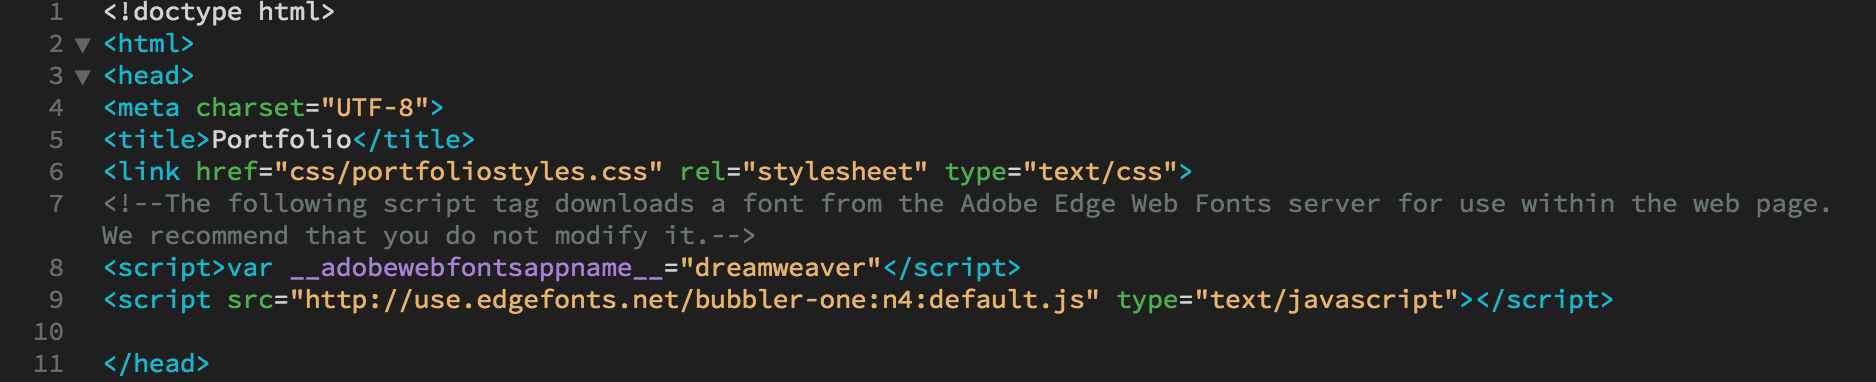 1 <!doctype html>
2 ▼ <html>
3 ▼ <head>
4 <meta charset="UTF-8">
5 <title>Portfolio</title>
6 <link href="css/portfoliostyles.css" rel="stylesheet" type="text/css">
7 <!--The following script tag downloads a font from the Adobe Edge Web Fonts server for use within the web page.
We recommend that you do not modify it.-->
8 <script>var __adobewebfontsappname__="dreamweaver"</script>
9 <script src="http://use.edgefonts.net/bubbler-one:n4:default.js" type="text/javascript"></script>
10
11 </head>